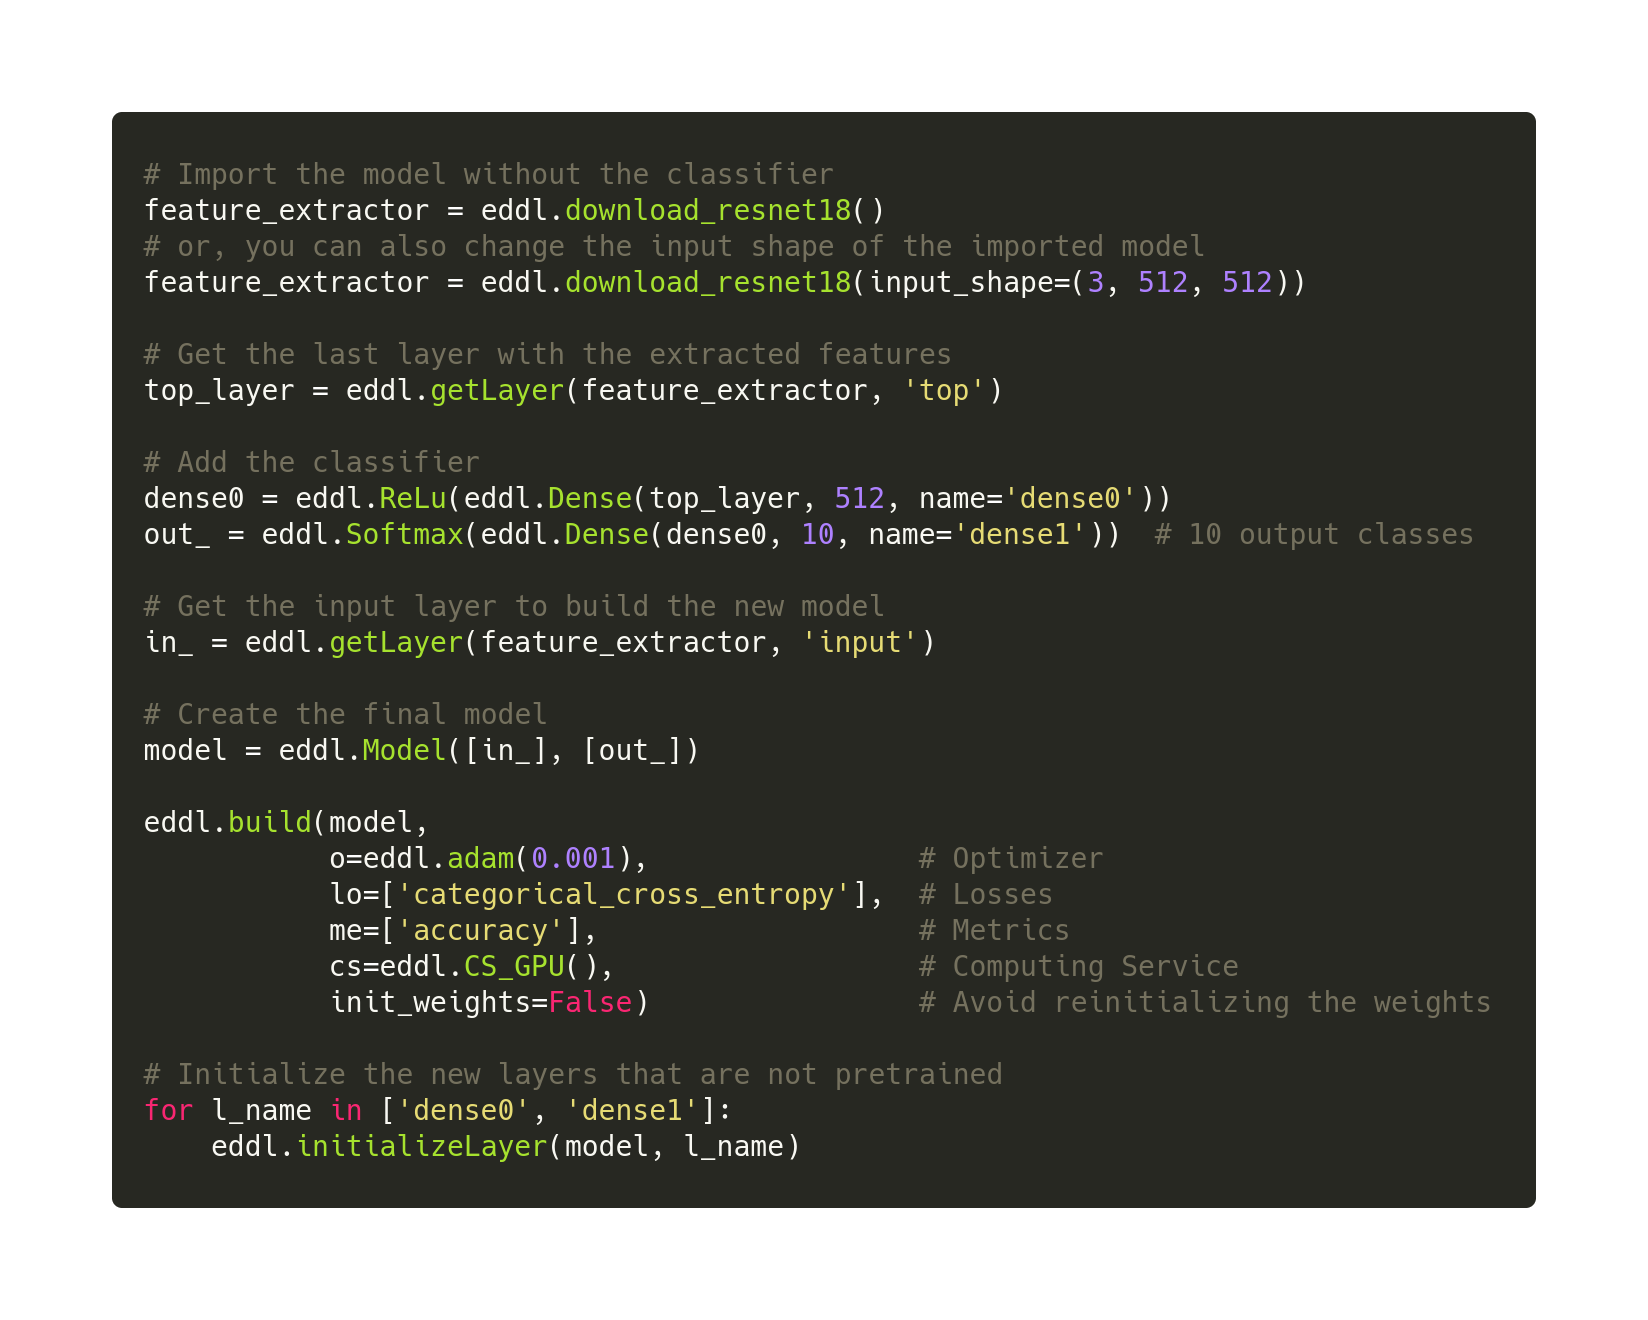 # Import the model without the classifier
feature_extractor = eddl.download_resnet18()
# or, you can also change the input shape of the imported model
feature_extractor = eddl.download_resnet18(input_shape=(3, 512, 512))

# Get the last layer with the extracted features
top_layer = eddl.getLayer(feature_extractor, 'top')

# Add the classifier
dense0 = eddl.ReLu(eddl.Dense(top_layer, 512, name='dense0'))
out_ = eddl.Softmax(eddl.Dense(dense0, 10, name='dense1'))  # 10 output classes

# Get the input layer to build the new model
in_ = eddl.getLayer(feature_extractor, 'input')

# Create the final model
model = eddl.Model([in_], [out_])

eddl.build(model,
           o=eddl.adam(0.001),                # Optimizer
           lo=['categorical_cross_entropy'],  # Losses
           me=['accuracy'],                   # Metrics
           cs=eddl.CS_GPU(),                  # Computing Service
           init_weights=False)                # Avoid reinitializing the weights

# Initialize the new layers that are not pretrained
for l_name in ['dense0', 'dense1']:
    eddl.initializeLayer(model, l_name)